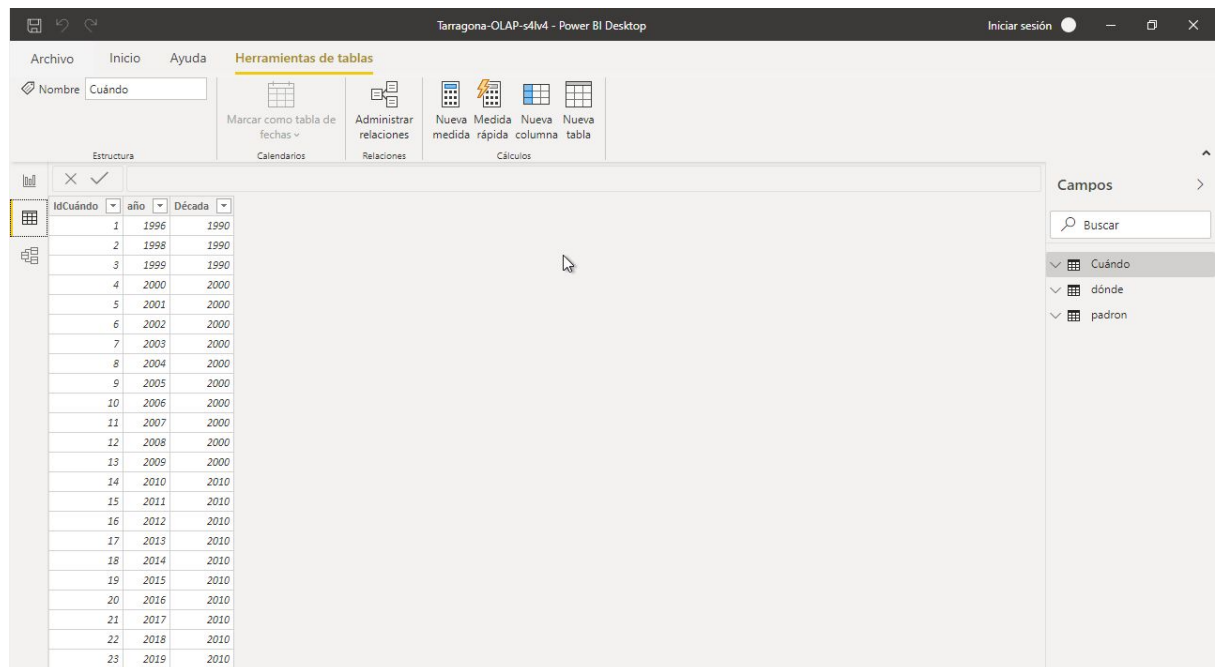 Tarragona-OLAP-s4lv4 - Power BI Desktop
Iniciar sesión
Archivo Inicio Ayuda Herramientas de tablas
Nombre Cuándo
Marcar como tabla de fechas
Administrar relaciones
Nueva medida
Medida rápida
Nueva columna
Nueva tabla
Estructura Calendarios Relaciones Cálculos
IdCuándo año Década
1 1996 1990
2 1998 1990
3 1999 1990
4 2000 2000
5 2001 2000
6 2002 2000
7 2003 2000
8 2004 2000
9 2005 2000
10 2006 2000
11 2007 2000
12 2008 2000
13 2009 2000
14 2010 2010
15 2011 2010
16 2012 2010
17 2013 2010
18 2014 2010
19 2015 2010
20 2016 2010
21 2017 2010
22 2018 2010
23 2019 2010
Campos
Buscar
Cuándo
dónde
padron